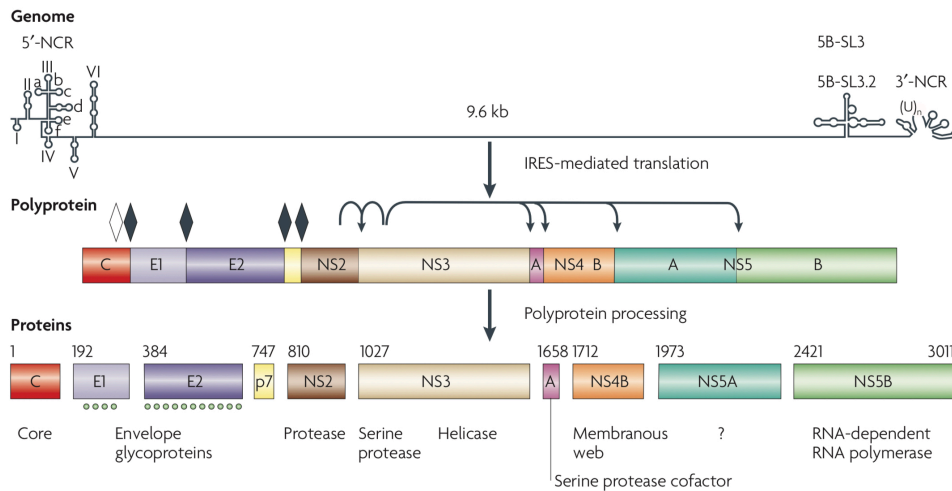 Genome
5′-NCR
III
VI
II
a
b
c
d
e
f
I
IV
V
9.6 kb
5B-SL3
5B-SL3.2
3′-NCR
(U)n
IRES-mediated translation
Polyprotein
C E1 E2 NS2 NS3 A NS4 B A NS5 B
Polyprotein processing
Proteins
1 192 384 747 810 1027 1658 1712 1973 2421 3011
C E1 E2 p7 NS2 NS3 A NS4B NS5A NS5B
Core
Envelope
glycoproteins
Protease
Serine
protease
Helicase
Membranous
web
?
RNA-dependent
RNA polymerase
Serine protease cofactor